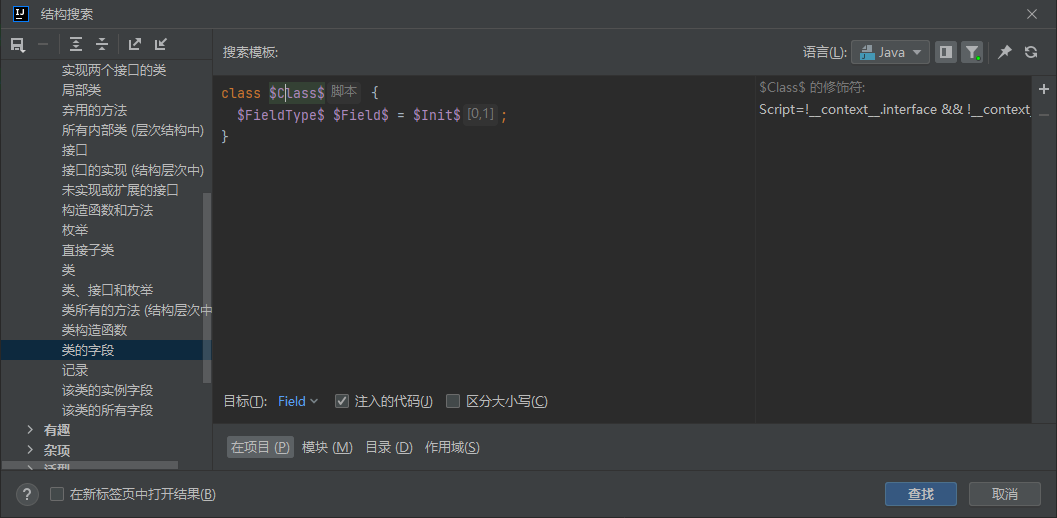 结构搜索
实现两个接口的类
局部类
弃用的方法
所有内部类 (层次结构中)
接口
接口的实现 (结构层次中)
未实现或扩展的接口
构造函数和方法
枚举
直接子类
类
类、接口和枚举
类所有的方法 (结构层次中
类构造函数
类的字段
记录
该类的实例字段
该类的所有字段
有趣
杂项
泛型
搜索模板:
语言(L): Java
class $Class$ 脚本 {
$FieldType$ $Field$ = $Init$ [0,1] ;
}
$Class$ 的修饰符:
Script=!__context__.interface && !__context_
目标(T): Field 注入的代码(J) 区分大小写(C)
在项目 (P) 模块 (M) 目录 (D) 作用域(S)
? 在新标签页中打开结果(B) 查找 取消